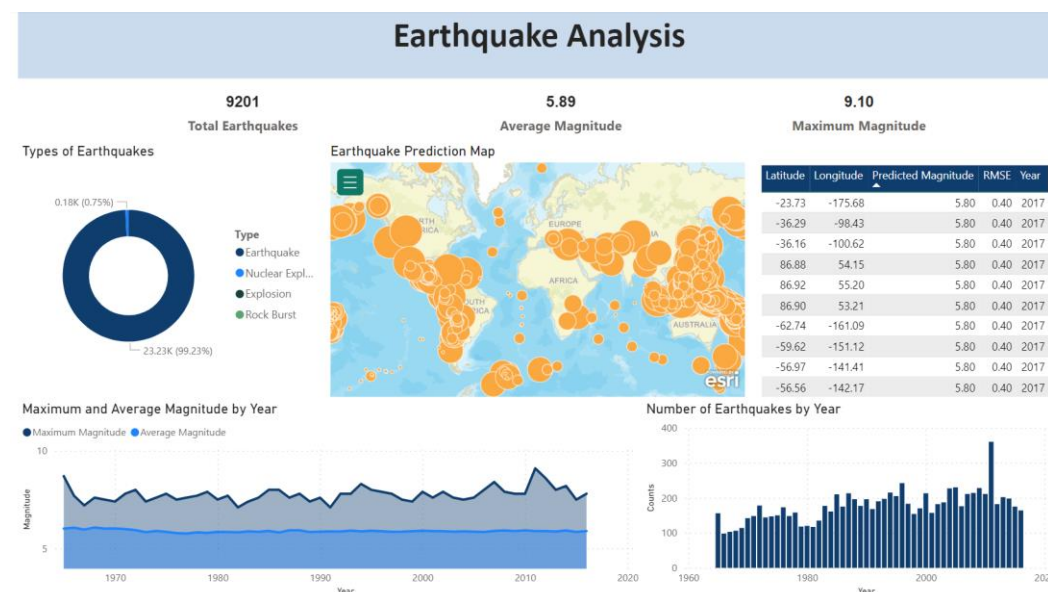 Earthquake Analysis
9201
Total Earthquakes
5.89
Average Magnitude
9.10
Maximum Magnitude
Types of Earthquakes
0.18K (0.75%)
23.23K (99.23%)
Type
Earthquake
Nuclear Expl...
Explosion
Rock Burst
Earthquake Prediction Map
EUROPE
AFRICA
AUSTRALIA
esri
Latitude Longitude Predicted Magnitude RMSE Year
-23.73 -175.68 5.80 0.40 2017
-36.29 -98.43 5.80 0.40 2017
-36.16 -100.62 5.80 0.40 2017
86.88 54.15 5.80 0.40 2017
86.92 55.20 5.80 0.40 2017
86.90 53.21 5.80 0.40 2017
-62.74 -161.09 5.80 0.40 2017
-59.62 -151.12 5.80 0.40 2017
-56.97 -141.41 5.80 0.40 2017
-56.56 -142.17 5.80 0.40 2017
Maximum and Average Magnitude by Year
Maximum Magnitude Average Magnitude
Magnitude
10
5
1970 1980 1990 2000 2010 2020
Year
Number of Earthquakes by Year
Counts
400
300
200
100
0
1960 1980 2000
Year